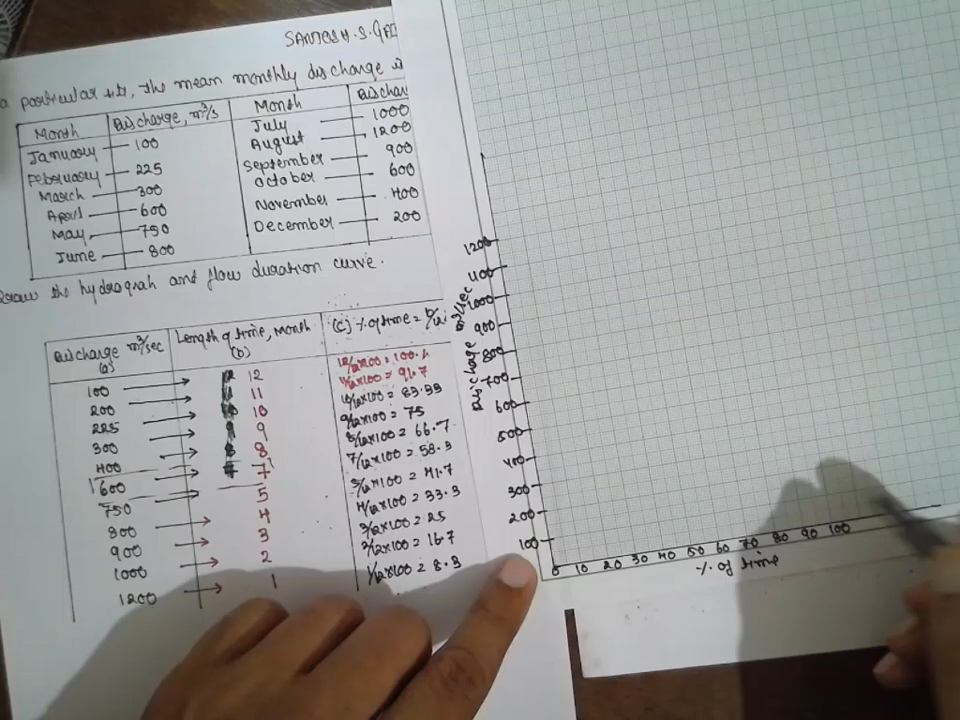 SANTOSH.S.
a particular site, the mean monthly discharge is
Month Discharge, m³/s Month Dischar
January 100 July 1000
February 225 August 1200
March 300 September 900
April 600 October 600
May 750 November 400
June 800 December 200
Draw the hydrograh and flow duration curve.
Discharge m³/sec (a) Length of time, Month (b) (c) % of time = b/12
100 12 12/12x100 = 100%
200 11 11/12x100 = 91.7
225 10 10/12x100 = 83.33
300 9 9/12x100 = 75
400 8 8/12x100 = 66.7
600 7 7/12x100 = 58.3
750 5 5/12x100 = 41.7
800 4 4/12x100 = 33.3
900 3 3/12x100 = 25
1000 2 2/12x100 = 16.7
1200 1 1/12x100 = 8.3
Discharge m³/sec
1200
1100
1000
900
800
700
600
500
400
300
200
100
0 10 20 30 40 50 60 70 80 90 100
% of time